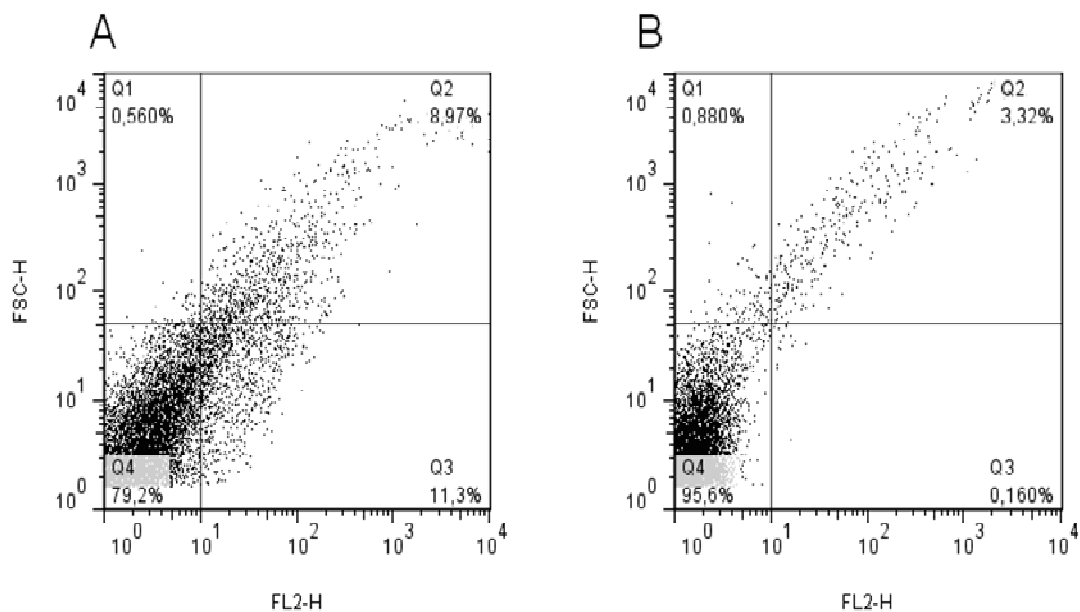 A
Q1
0,560%
Q2
8,97%
Q4
79,2%
Q3
11,3%
10^4
10^3
10^2
10^1
10^0
10^0 10^1 10^2 10^3 10^4
FSC-H
FL2-H
B
Q1
0,880%
Q2
3,32%
Q4
95,6%
Q3
0,160%
10^4
10^3
10^2
10^1
10^0
10^0 10^1 10^2 10^3 10^4
FSC-H
FL2-H